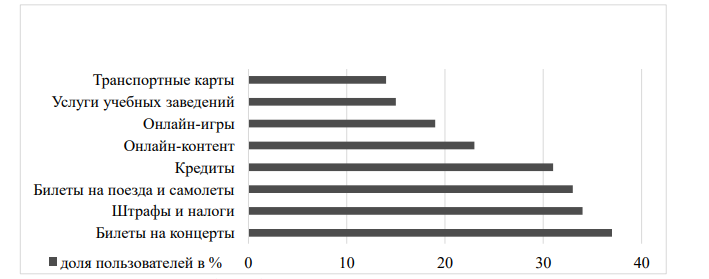 Транспортные карты
Услуги учебных заведений
Онлайн-игры
Онлайн-контент
Кредиты
Билеты на поезда и самолеты
Штрафы и налоги
Билеты на концерты
доля пользователей в % 0 10 20 30 40